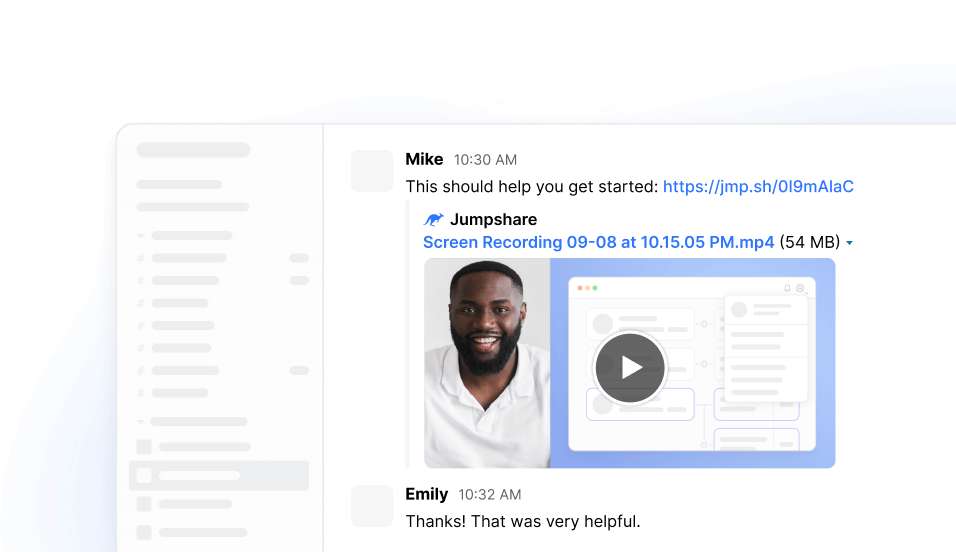 Mike 10:30 AM
This should help you get started: https://jmp.sh/0I9mAlaC
Jumpshare
Screen Recording 09-08 at 10.15.05 PM.mp4 (54 MB)
#
#
#
#
#
#
#
Emily 10:32 AM
Thanks! That was very helpful.